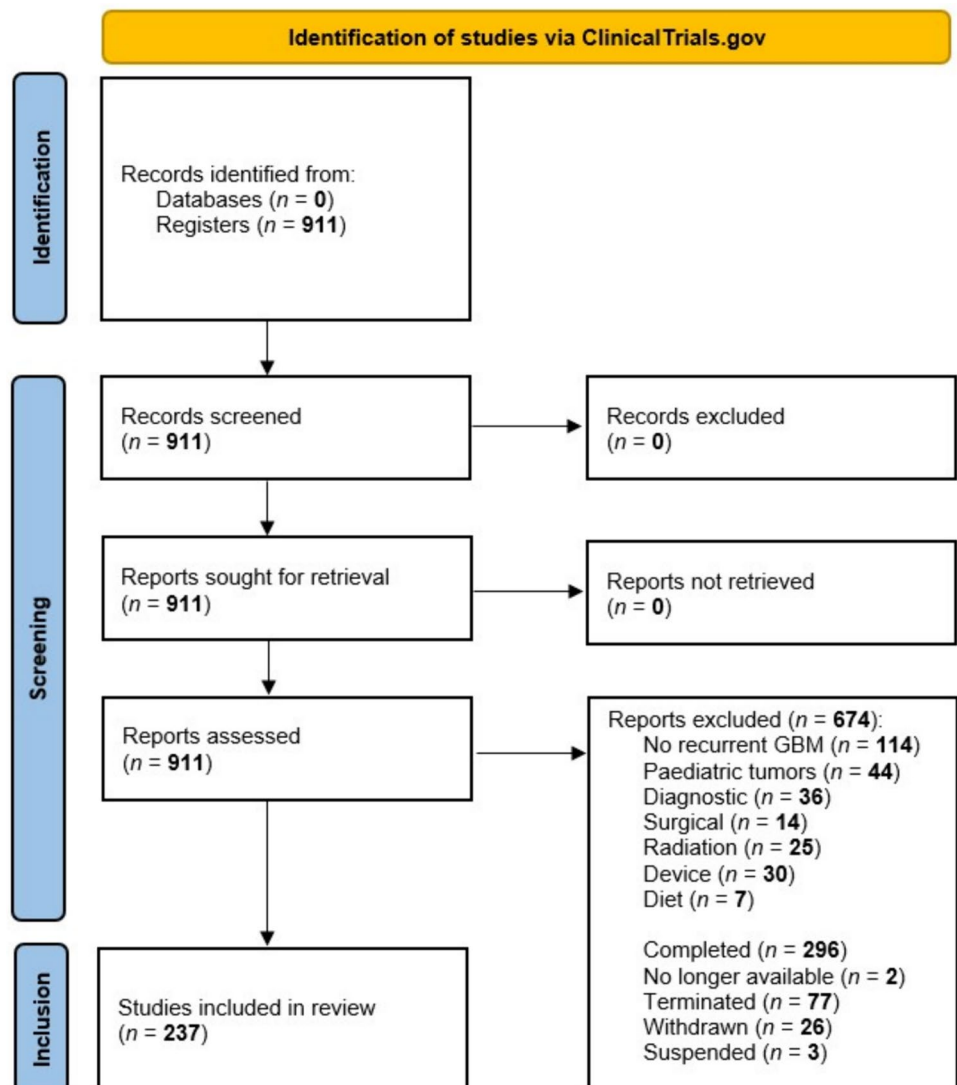 Identification of studies via ClinicalTrials.gov
Identification
Records identified from:
Databases (n = 0)
Registers (n = 911)
Screening
Records screened
(n = 911)
Records excluded
(n = 0)
Reports sought for retrieval
(n = 911)
Reports not retrieved
(n = 0)
Reports assessed
(n = 911)
Reports excluded (n = 674):
No recurrent GBM (n = 114)
Paediatric tumors (n = 44)
Diagnostic (n = 36)
Surgical (n = 14)
Radiation (n = 25)
Device (n = 30)
Diet (n = 7)
Completed (n = 296)
No longer available (n = 2)
Terminated (n = 77)
Withdrawn (n = 26)
Suspended (n = 3)
Inclusion
Studies included in review
(n = 237)